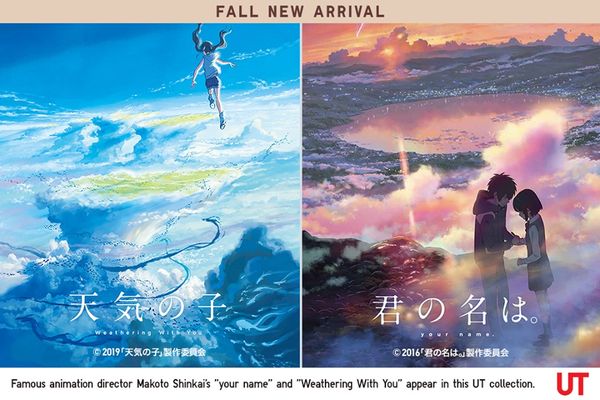 FALL NEW ARRIVAL
天気の子
Weathering With You
©2019「天気の子」製作委員会
君の名は。
your name.
©2016「君の名は。」製作委員会
Famous animation director Makoto Shinkai's "your name" and "Weathering With You" appear in this UT collection.
UT